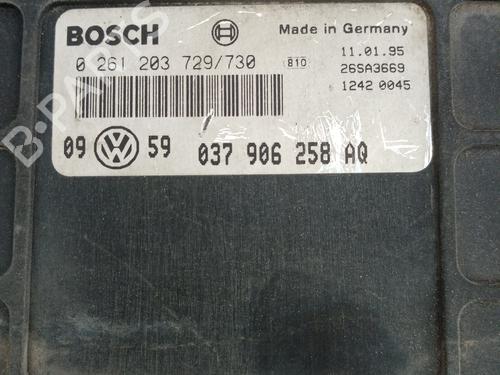 BOSCH
Made in Germany
0 261 203 729/730
810
11.01.95
26SA3669
1242 0045
09 59 037 906 258 AQ
B-PARTS